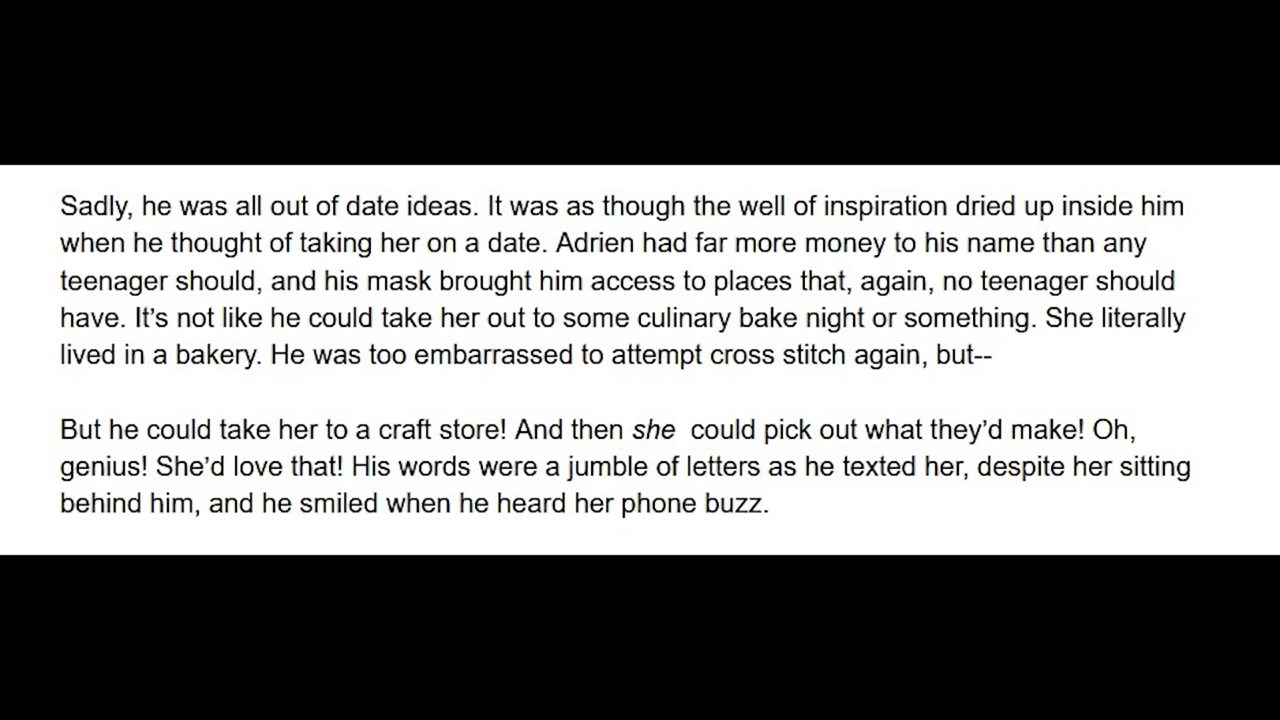 Sadly, he was all out of date ideas. It was as though the well of inspiration dried up inside him
when he thought of taking her on a date. Adrien had far more money to his name than any
teenager should, and his mask brought him access to places that, again, no teenager should
have. It’s not like he could take her out to some culinary bake night or something. She literally
lived in a bakery. He was too embarrassed to attempt cross stitch again, but--
But he could take her to a craft store! And then she could pick out what they’d make! Oh,
genius! She’d love that! His words were a jumble of letters as he texted her, despite her sitting
behind him, and he smiled when he heard her phone buzz.